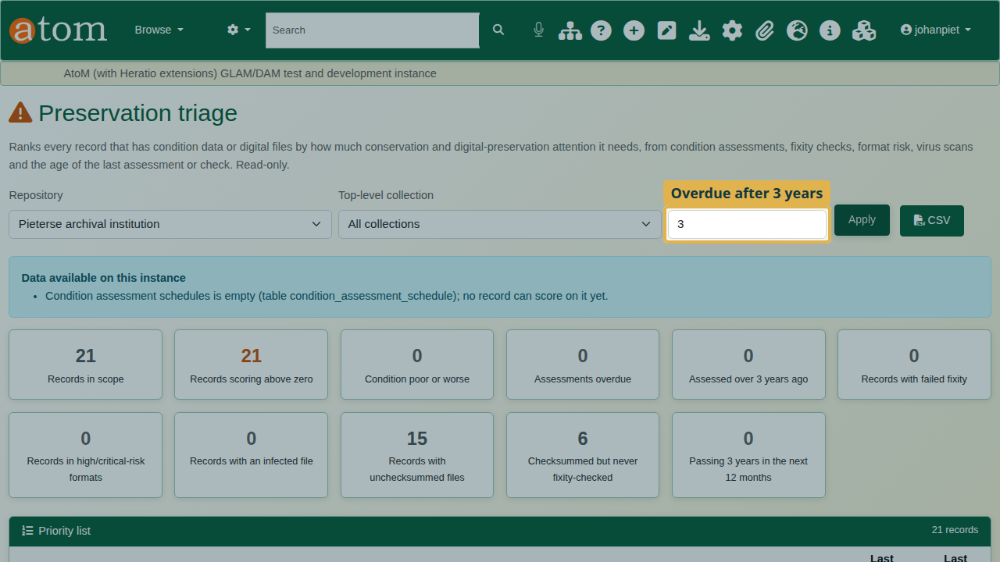 atom
Browse
Search
johanpiet
AtoM (with Heratio extensions) GLAM/DAM test and development instance
Preservation triage
Ranks every record that has condition data or digital files by how much conservation and digital-preservation attention it needs, from condition assessments, fixity checks, format risk, virus scans
and the age of the last assessment or check. Read-only.
Repository
Top-level collection
Overdue after 3 years
Pieterse archival institution
All collections
3
Apply
CSV
Data available on this instance
• Condition assessment schedules is empty (table condition_assessment_schedule); no record can score on it yet.
21
Records in scope
21
Records scoring above zero
0
Condition poor or worse
0
Assessments overdue
0
Assessed over 3 years ago
0
Records with failed fixity
0
Records in high/critical-risk
formats
0
Records with an infected file
15
Records with
unchecksummed files
6
Checksummed but never
fixity-checked
0
Passing 3 years in the next
12 months
Priority list
21 records
Last
Last